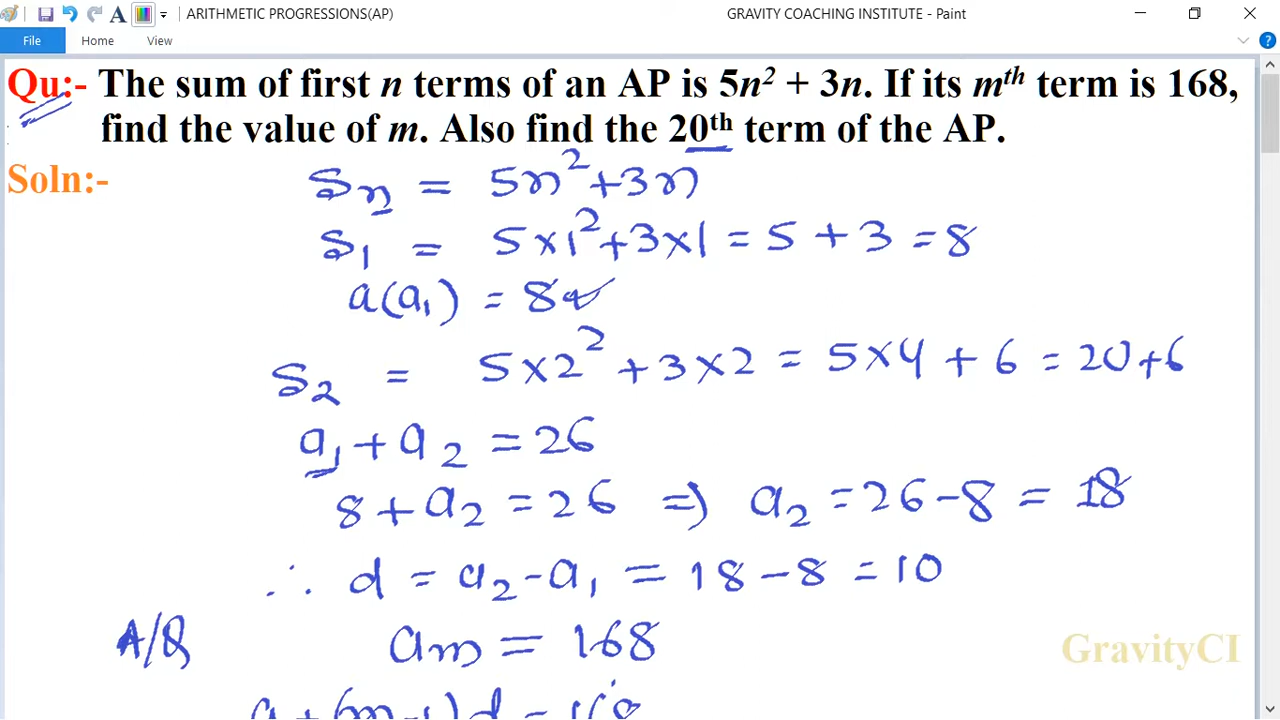 ARITHMETIC PROGRESSIONS(AP) GRAVITY COACHING INSTITUTE - Paint
File Home View
Qu:- The sum of first n terms of an AP is 5n² + 3n. If its mᵗʰ term is 168,
find the value of m. Also find the 20ᵗʰ term of the AP.
Soln:- Sn = 5n²+3n
S₁ = 5×1²+3×1 = 5 + 3 = 8
a(a₁) = 8
S₂ = 5×2² + 3×2 = 5×4 + 6 = 20+6
a₁ + a₂ = 26
8 + a₂ = 26 => a₂ = 26-8 = 18
∴ d = a₂-a₁ = 18-8 = 10
A/Q am = 168
GravityCI
a + (m-1)d = 168